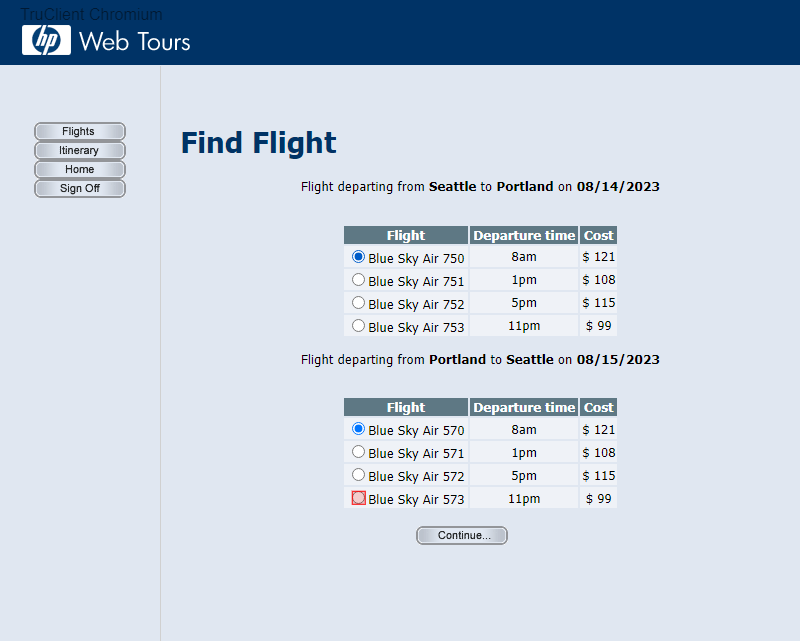 TruClient Chromium
hp Web Tours
Flights
Itinerary
Home
Sign Off
Find Flight
Flight departing from Seattle to Portland on 08/14/2023
Flight Departure time Cost
Blue Sky Air 750 8am $ 121
Blue Sky Air 751 1pm $ 108
Blue Sky Air 752 5pm $ 115
Blue Sky Air 753 11pm $ 99
Flight departing from Portland to Seattle on 08/15/2023
Flight Departure time Cost
Blue Sky Air 570 8am $ 121
Blue Sky Air 571 1pm $ 108
Blue Sky Air 572 5pm $ 115
Blue Sky Air 573 11pm $ 99
Continue...